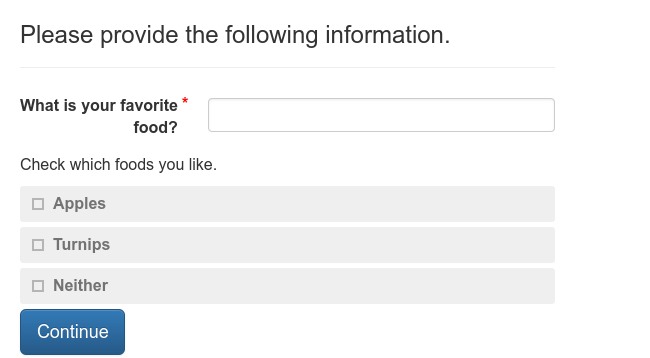 Please provide the following information.
What is your favorite *
food?
Check which foods you like.
Apples
Turnips
Neither
Continue